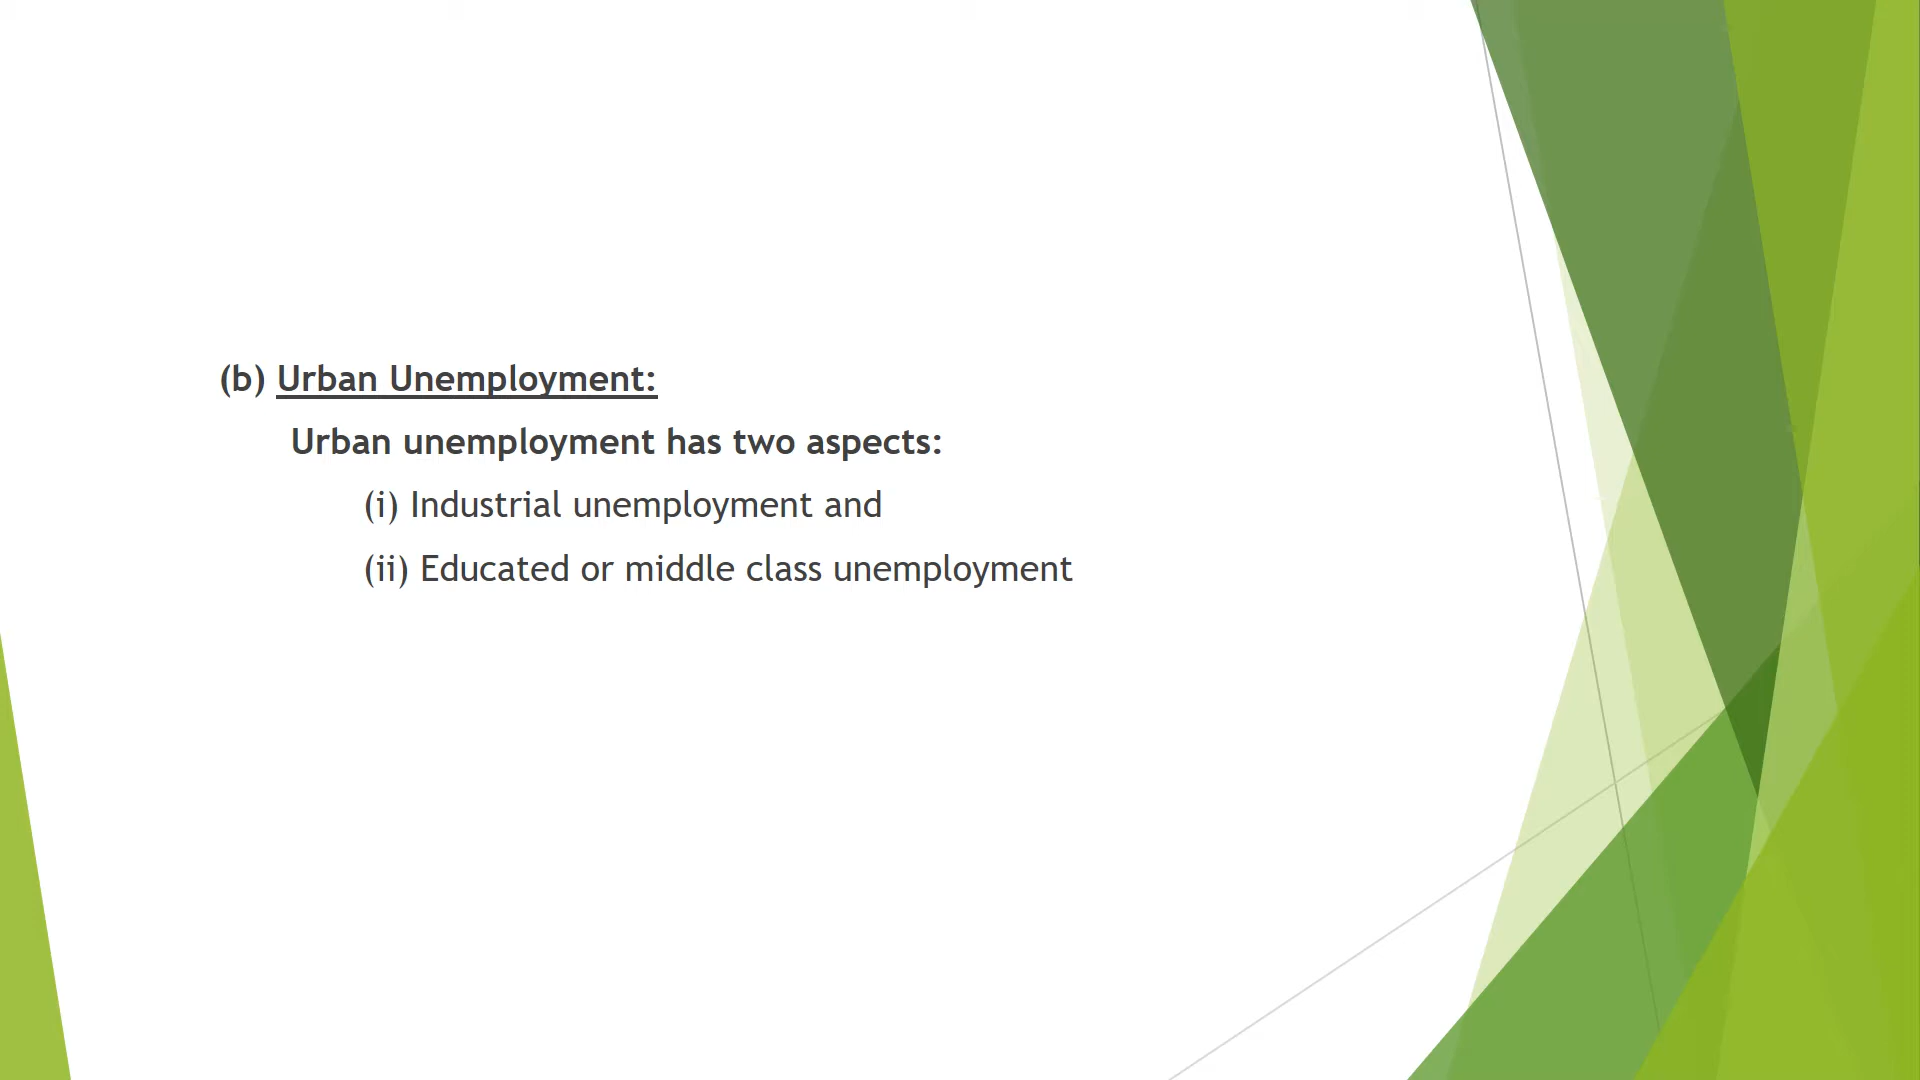 (b) Urban Unemployment:
Urban unemployment has two aspects:
(i) Industrial unemployment and
(ii) Educated or middle class unemployment